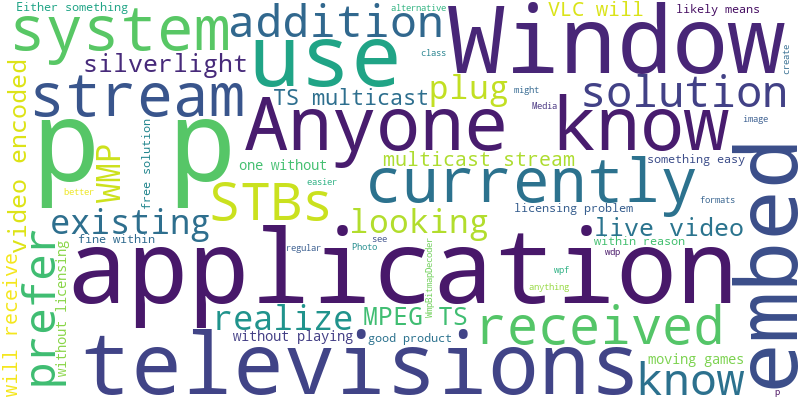 Either something
alternative
VLC will
likely means
system
addition
Window
use
class
create
silverlight
stream
TS multicast
plug
might
Media
solution
image
p
p
Anyone know
video encoded
WMP
free solution
one without
multicast stream
something easy
better
easier
STBs
currently
formats
embed
existing
looking
licensing problem
live video
fine within
regular
Photo
see
WmpBitmapDecoder
within reason
wdp
application
wpf
anything
will receive
prefer
without licensing
realize
MPEG TS
received
without playing
good product
televisions
moving games
know
p